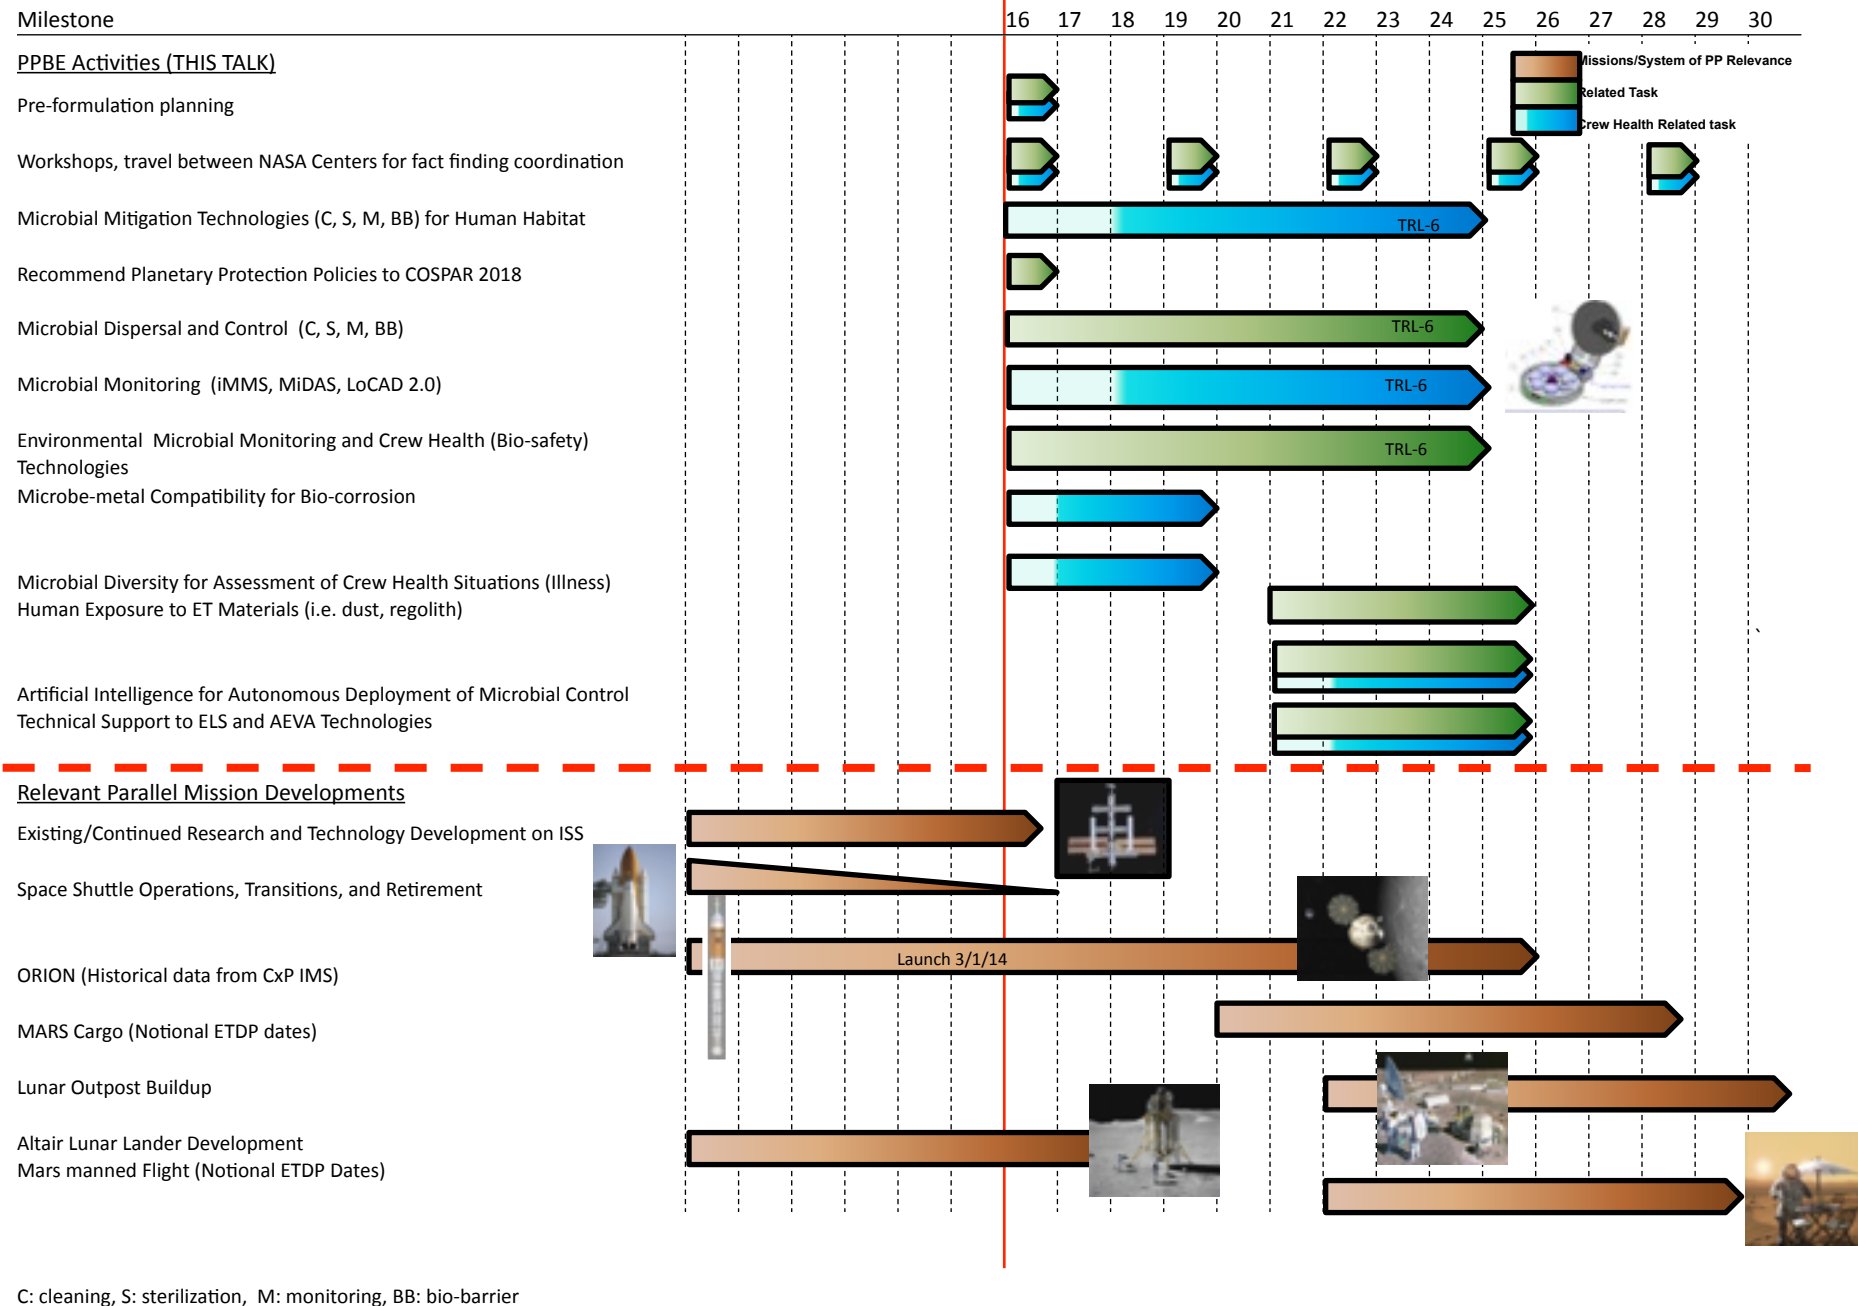 Milestone 16 17 18 19 20 21 22 23 24 25 26 27 28 29 30
PPBE Activities (THIS TALK)
Missions/System of PP Relevance
Related Task
Crew Health Related task
Pre-formulation planning
Workshops, travel between NASA Centers for fact finding coordination
Microbial Mitigation Technologies (C, S, M, BB) for Human Habitat
TRL-6
Recommend Planetary Protection Policies to COSPAR 2018
Microbial Dispersal and Control (C, S, M, BB)
TRL-6
Microbial Monitoring (iMMS, MiDAS, LoCAD 2.0)
TRL-6
Environmental Microbial Monitoring and Crew Health (Bio-safety)
Technologies
TRL-6
Microbe-metal Compatibility for Bio-corrosion
Microbial Diversity for Assessment of Crew Health Situations (Illness)
Human Exposure to ET Materials (i.e. dust, regolith)
`
Artificial Intelligence for Autonomous Deployment of Microbial Control
Technical Support to ELS and AEVA Technologies
Relevant Parallel Mission Developments
Existing/Continued Research and Technology Development on ISS
Space Shuttle Operations, Transitions, and Retirement
Launch 3/1/14
ORION (Historical data from CxP IMS)
MARS Cargo (Notional ETDP dates)
Lunar Outpost Buildup
Altair Lunar Lander Development
Mars manned Flight (Notional ETDP Dates)
C: cleaning, S: sterilization, M: monitoring, BB: bio-barrier